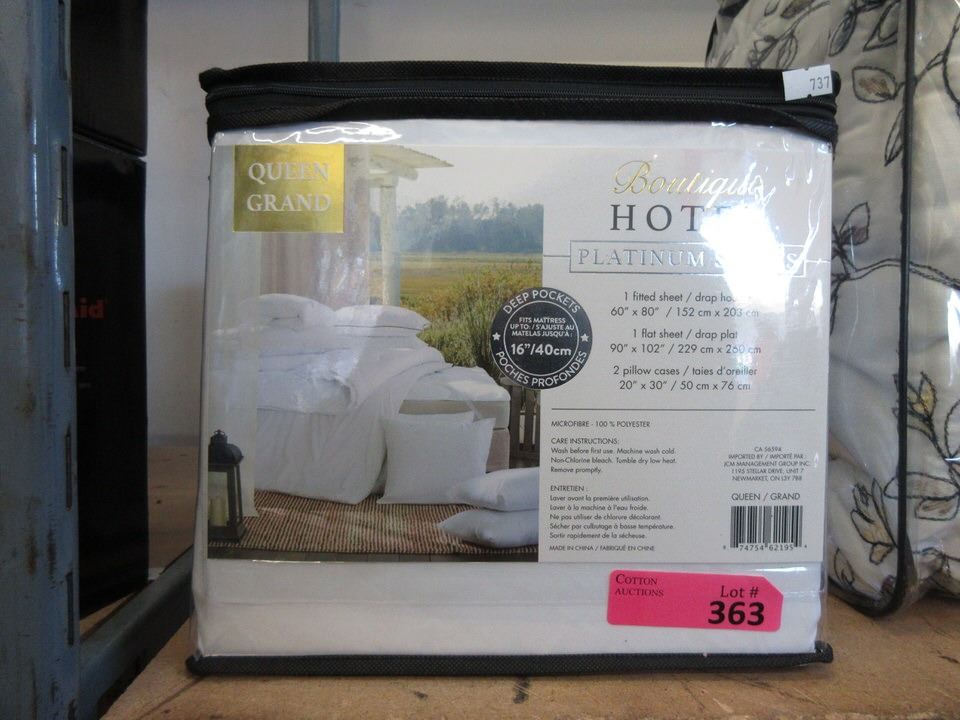 737
QUEEN
GRAND
Boutique
HOT
PLATINUM
1 fitted sheet / drap
60" x 80" / 152 cm x 203 cm
1 flat sheet / drap plat
90" x 102" / 229 cm x 260 cm
2 pillow cases / taies d'oreiller
20" x 30" / 50 cm x 76 cm
DEEP POCKETS
FITS MATTRESS
UP TO: / S'AJUSTE AU
MATELAS JUSQU'À :
16"/40cm
POCHES PROFONDES
MICROFIBRE - 100 % POLYESTER
CARE INSTRUCTIONS:
Wash before first use. Machine wash cold.
Non-Chlorine bleach. Tumble dry low heat.
Remove promptly.
ENTRETIEN :
Laver avant la première utilisation.
Laver à la machine à l'eau froide.
Ne pas utiliser de chlorure décolorant.
Sécher par culbutage à basse température.
Sortir rapidement de la sécheuse.
MADE IN CHINA / FABRIQUÉ EN CHINE
CA 56594
IMPORTED BY / IMPORTÉ PAR :
JCM MANAGEMENT GROUP INC.
1195 STELLAR DRIVE, UNIT 7
NEWMARKET, ON L3Y 7B8
QUEEN / GRAND
74754 62195 4
COTTON
AUCTIONS
Lot #
363